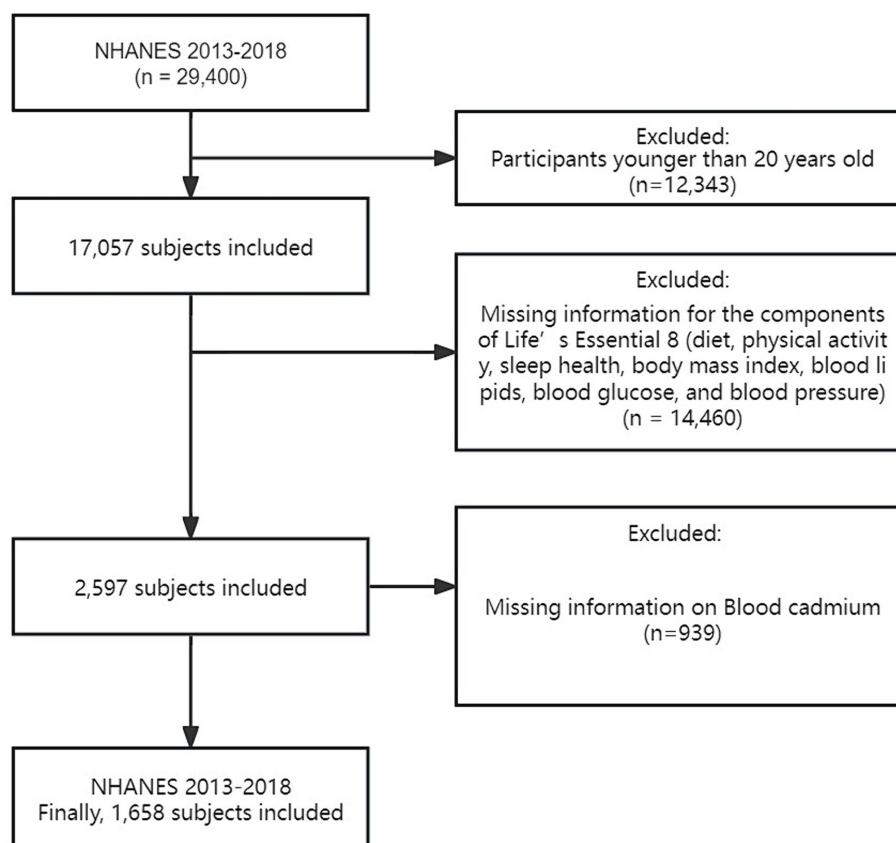 NHANES 2013-2018
(n = 29,400)
Excluded:
Participants younger than 20 years old
(n=12,343)
17,057 subjects included
Excluded:
Missing information for the components
of Life’s Essential 8 (diet, physical activit
y, sleep health, body mass index, blood li
pids, blood glucose, and blood pressure)
(n = 14,460)
2,597 subjects included
Excluded:
Missing information on Blood cadmium
(n=939)
NHANES 2013-2018
Finally, 1,658 subjects included